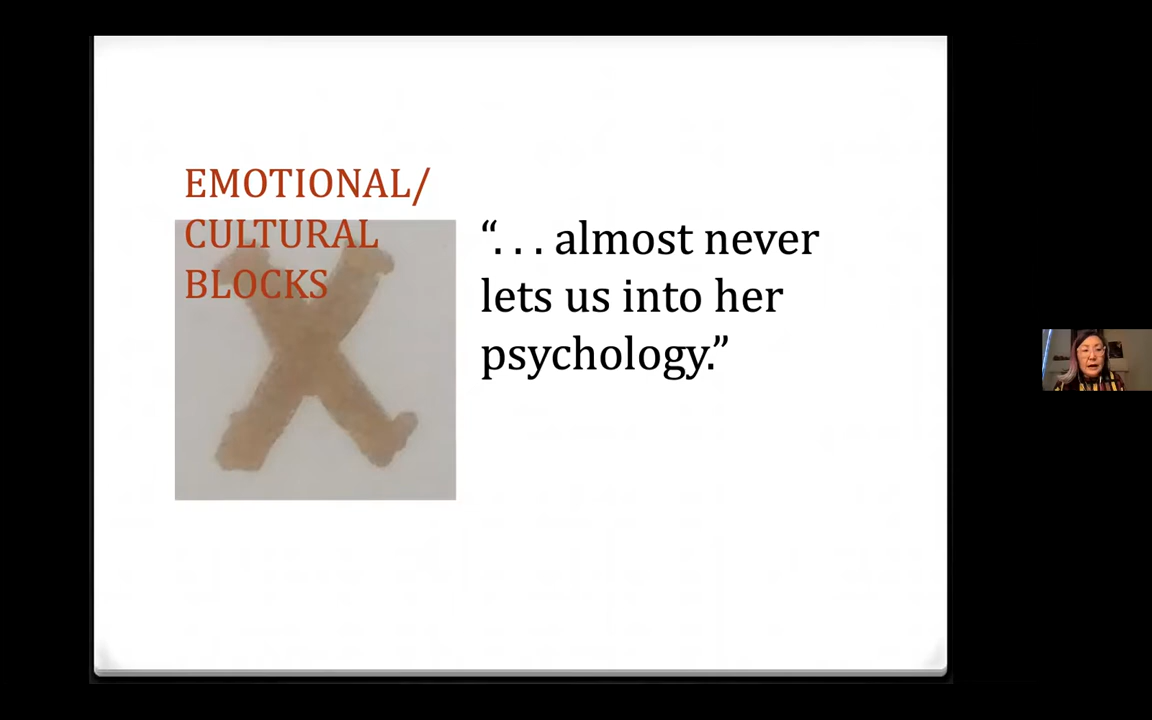 EMOTIONAL/
CULTURAL
BLOCKS
“. . . almost never
lets us into her
psychology.”